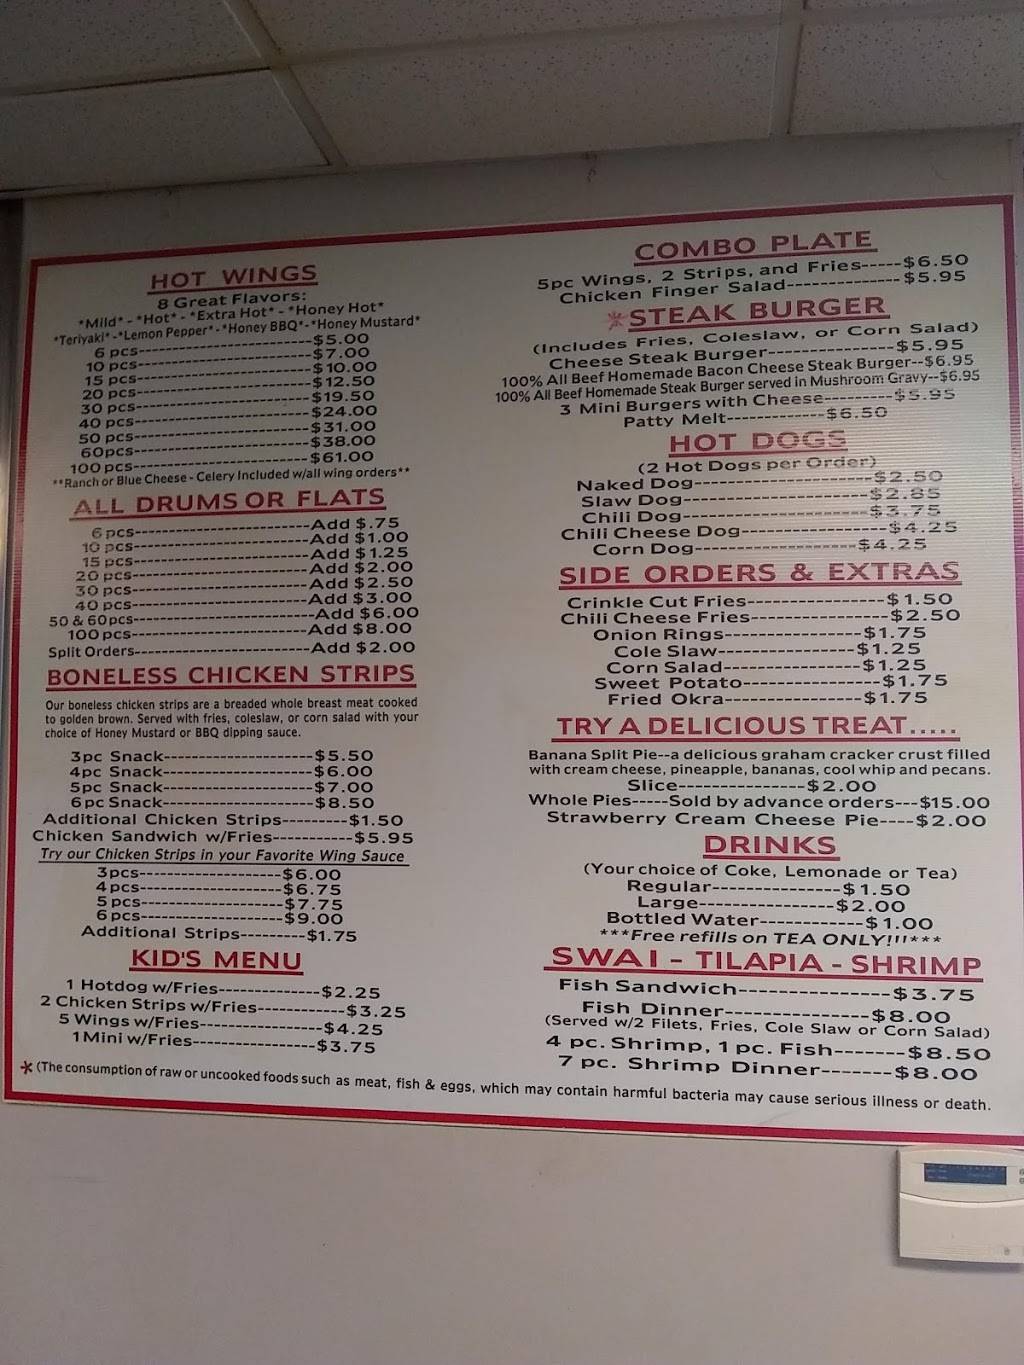 HOT WINGS
8 Great Flavors:
*Mild* - *Hot* - *Extra Hot* - *Honey Hot*
*Teriyaki* -*Lemon Pepper* -*Honey BBQ*-*Honey Mustard*
6 pcs-----------------------$5.00
10 pcs-----------------------$7.00
15 pcs-----------------------$10.00
20 pcs-----------------------$12.50
30 pcs-----------------------$19.50
40 pcs-----------------------$24.00
50 pcs-----------------------$31.00
60pcs-----------------------$38.00
100 pcs-----------------------$61.00
**Ranch or Blue Cheese - Celery Included w/all wing orders**
ALL DRUMS OR FLATS
6 pcs-----------------------Add $.75
10 pcs-----------------------Add $1.00
15 pcs-----------------------Add $1.25
20 pcs-----------------------Add $2.00
30 pcs-----------------------Add $2.50
40 pcs-----------------------Add $3.00
50 & 60pcs-----------------------Add $6.00
100 pcs-----------------------Add $8.00
Split Orders-----------------------Add $2.00
BONELESS CHICKEN STRIPS
Our boneless chicken strips are a breaded whole breast meat cooked
to golden brown. Served with fries, coleslaw, or corn salad with your
choice of Honey Mustard or BBQ dipping sauce.
3pc Snack--------------------$5.50
4pc Snack--------------------$6.00
5pc Snack--------------------$7.00
6pc Snack--------------------$8.50
Additional Chicken Strips---------$1.50
Chicken Sandwich w/Fries-----------$5.95
Try our Chicken Strips in your Favorite Wing Sauce
3pcs--------------------$6.00
4pcs--------------------$6.75
5pcs--------------------$7.75
6pcs--------------------$9.00
Additional Strips---------$1.75
KID'S MENU
1 Hotdog w/Fries--------------$2.25
2 Chicken Strips w/Fries------------$3.25
5 Wings w/Fries-----------------$4.25
1Mini w/Fries-----------------$3.75
COMBO PLATE
5pc Wings, 2 Strips, and Fries-----$6.50
Chicken Finger Salad--------------$5.95
*STEAK BURGER
(Includes Fries, Coleslaw, or Corn Salad)
Cheese Steak Burger---------------$5.95
100% All Beef Homemade Bacon Cheese Steak Burger--$6.95
100% All Beef Homemade Steak Burger served in Mushroom Gravy--$6.95
3 Mini Burgers with Cheese---------$5.95
Patty Melt-------------$6.50
HOT DOGS
(2 Hot Dogs per Order)
Naked Dog-----------------------$2.50
Slaw Dog-----------------------$2.85
Chili Dog-----------------------$3.75
Chili Cheese Dog----------------$4.25
Corn Dog--------------------$4.25
SIDE ORDERS & EXTRAS
Crinkle Cut Fries-----------------$1.50
Chili Cheese Fries-----------------$2.50
Onion Rings-----------------$1.75
Cole Slaw-----------------$1.25
Corn Salad-----------------$1.25
Sweet Potato-----------------$1.75
Fried Okra-----------------$1.75
TRY A DELICIOUS TREAT.....
Banana Split Pie--a delicious graham cracker crust filled
with cream cheese, pineapple, bananas, cool whip and pecans.
Slice----------------$2.00
Whole Pies-----Sold by advance orders---$15.00
Strawberry Cream Cheese Pie----$2.00
DRINKS
(Your choice of Coke, Lemonade or Tea)
Regular----------------$1.50
Large-----------------$2.00
Bottled Water-------------$1.00
***Free refills on TEA ONLY!!!***
SWAI - TILAPIA - SHRIMP
Fish Sandwich---------------$3.75
Fish Dinner---------------$8.00
(Served w/2 Filets, Fries, Cole Slaw or Corn Salad)
4 pc. Shrimp, 1 pc. Fish-------$8.50
7 pc. Shrimp Dinner-------$8.00
*(The consumption of raw or uncooked foods such as meat, fish & eggs, which may contain harmful bacteria may cause serious illness or death.